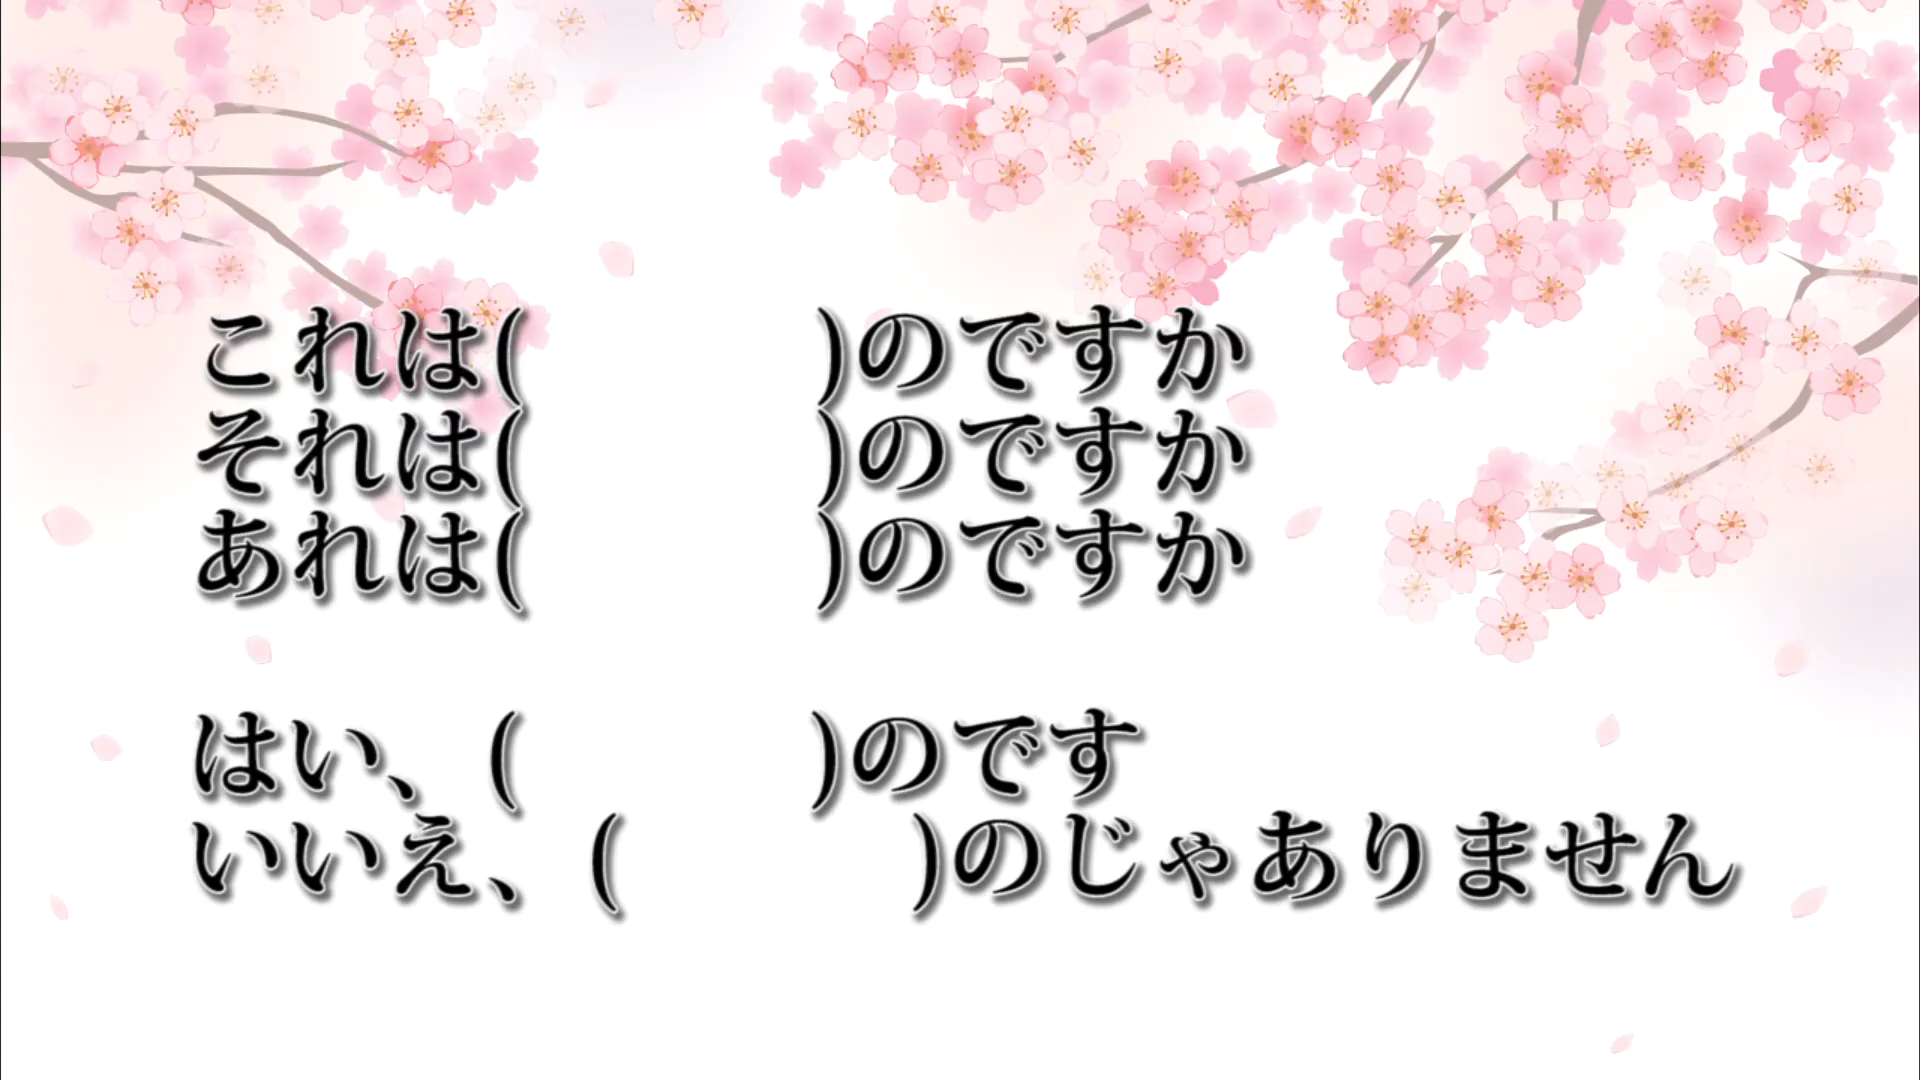 これは(　　　)のですか
それは(　　　)のですか
あれは(　　　)のですか
はい、(　　　)のです
いいえ、(　　　)のじゃありません